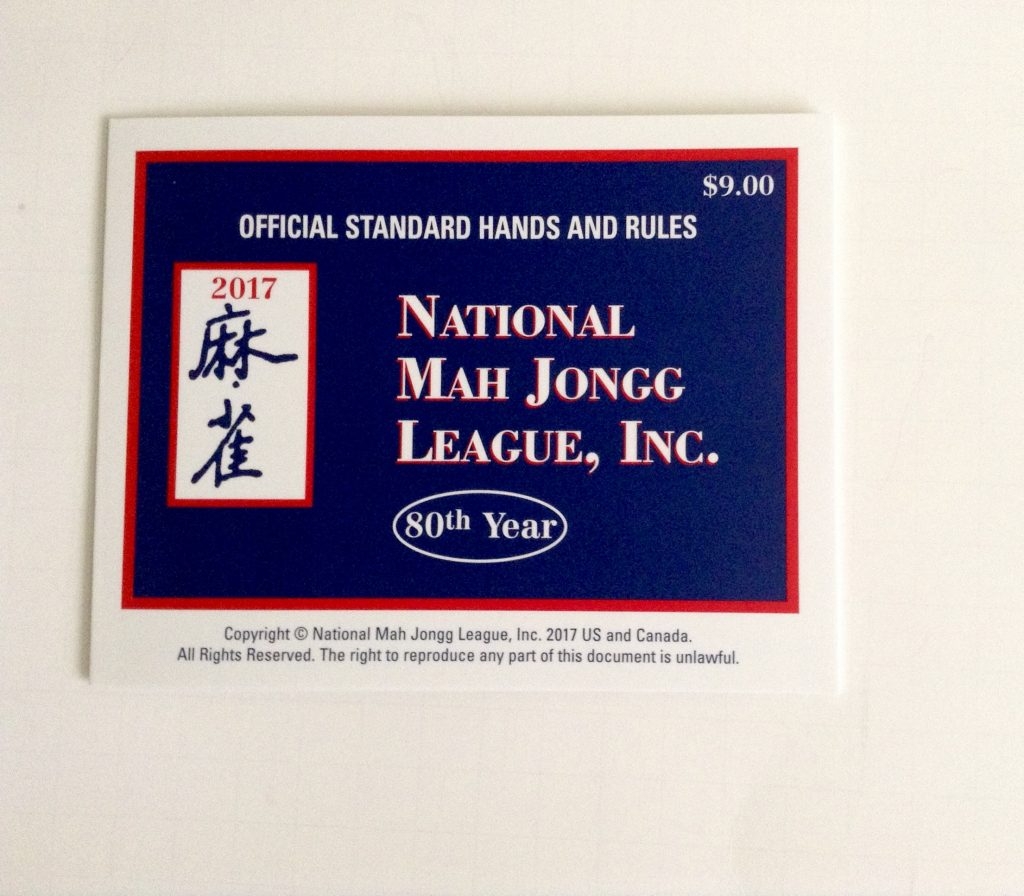 $9.00
OFFICIAL STANDARD HANDS AND RULES
2017
麻
雀
NATIONAL
MAH JONGG
LEAGUE, INC.
80th Year
Copyright © National Mah Jongg League, Inc. 2017 US and Canada.
All Rights Reserved. The right to reproduce any part of this document is unlawful.